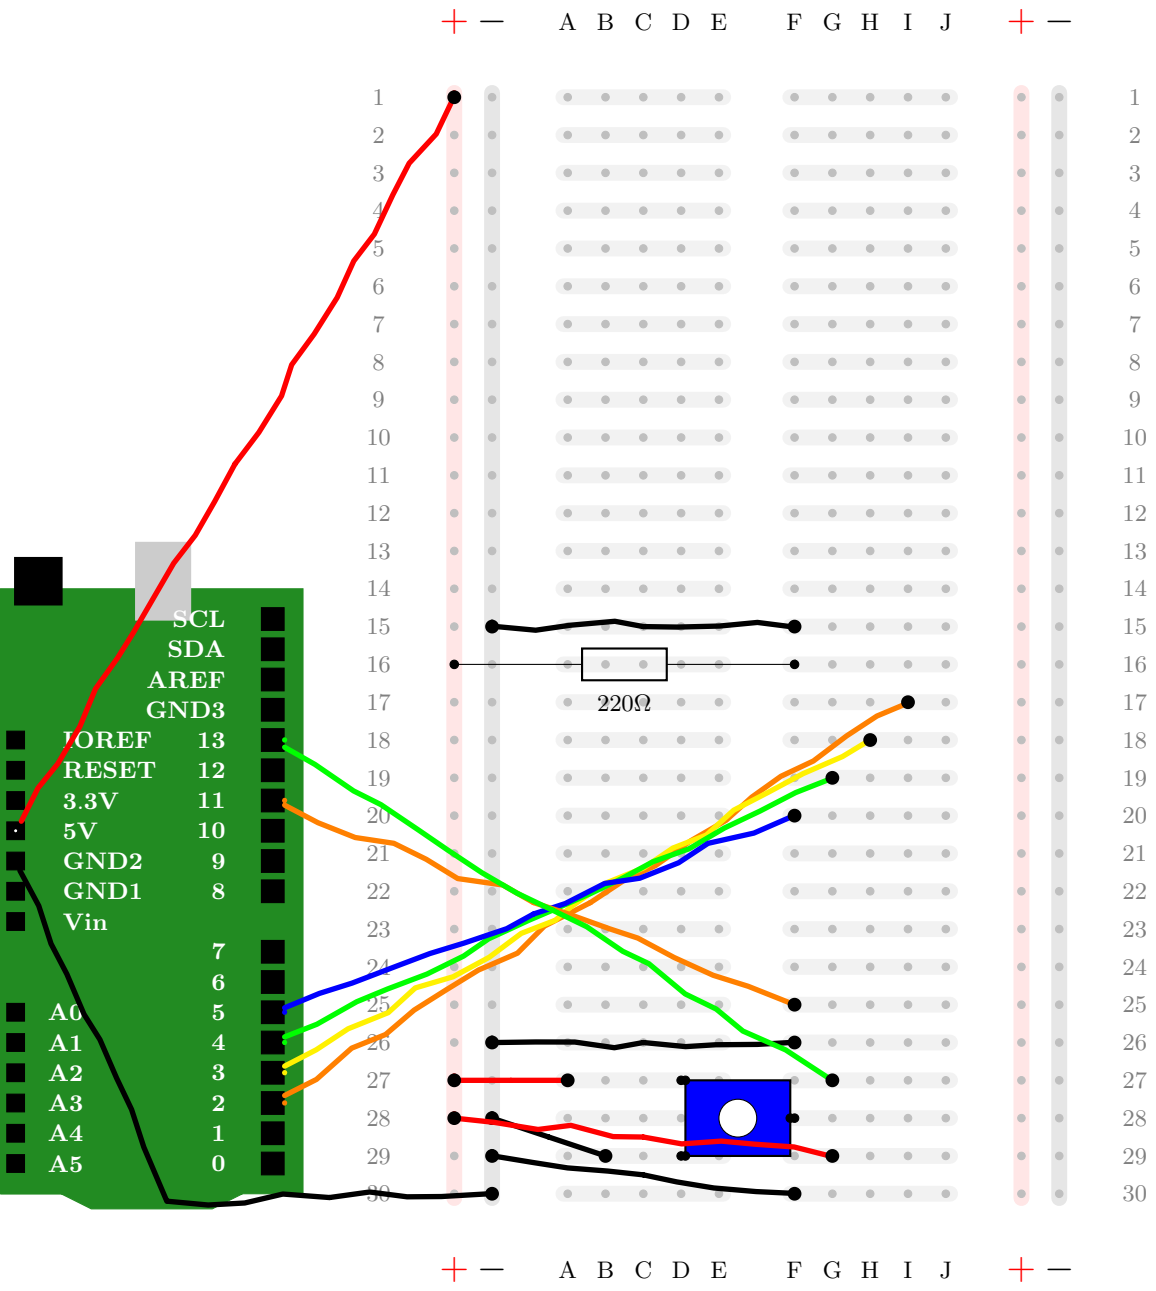 + − A B C D E F G H I J + −
1 1
2 2
3 3
4 4
5 5
6 6
7 7
8 8
9 9
10 10
11 11
12 12
13 13
14 14
SCL 15 15
SDA 16 16
AREF
GND3 17 220Ω 17
IOREF 13 18 18
RESET 12 19 19
3.3V 11 20 20
5V 10
GND2 9 21 21
GND1 8 22 22
Vin 23 23
7 24 24
6
A0 5 25 25
A1 4 26 26
A2 3 27 27
A3 2 28 28
A4 1
A5 0 29 29
30 30
+ − A B C D E F G H I J + −